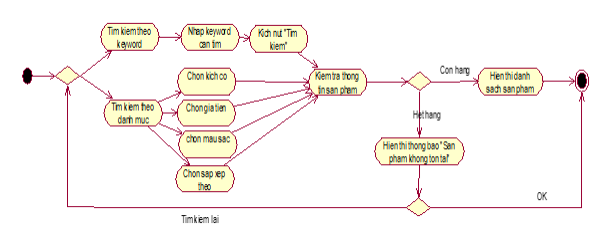 Tim kiem theo
keyword
Nhap keyword
can tim
Kich nut "Tim
kiem"
Tim kiem theo
danh muc
Chon kich co
Chon gia tien
chon mau sac
Chon sap xep
theo
Kiem tra thong
tin san pham
Con hang
Hien thi danh
sach san pham
Het hang
Hien thi thong bao "San
pham khong ton tai"
OK
Tim kiem lai